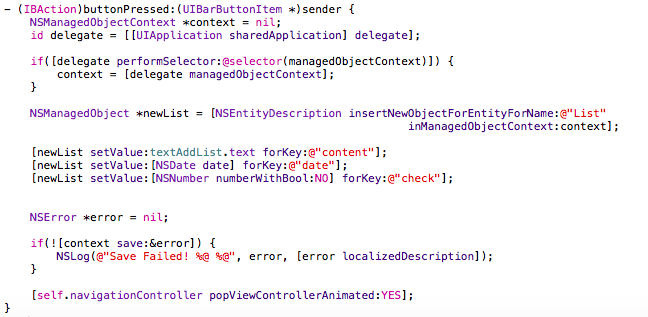 - (IBAction)buttonPressed:(UIBarButtonItem *)sender {
NSManagedObjectContext *context = nil;
id delegate = [[UIApplication sharedApplication] delegate];
if([delegate performSelector:@selector(managedObjectContext)]) {
context = [delegate managedObjectContext];
}
NSManagedObject *newList = [NSEntityDescription insertNewObjectForEntityForName:@"List"
inManagedObjectContext:context];
[newList setValue:textAddList.text forKey:@"content"];
[newList setValue:[NSDate date] forKey:@"date"];
[newList setValue:[NSNumber numberWithBool:NO] forKey:@"check"];
NSError *error = nil;
if(![context save:&error]) {
NSLog(@"Save Failed! %@ %@", error, [error localizedDescription]);
}
[self.navigationController popViewControllerAnimated:YES];
}